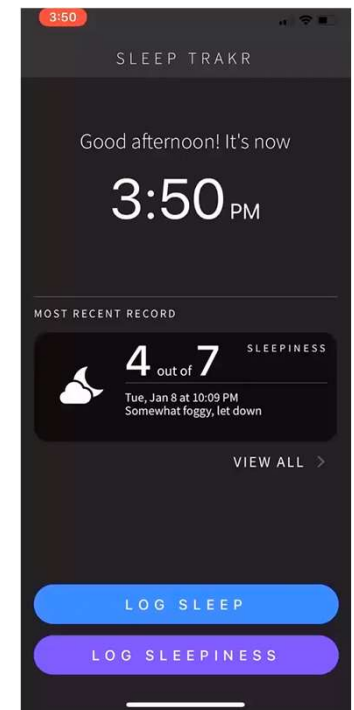 3:50
SLEEP TRAKR
Good afternoon! It's now
3:50 PM
MOST RECENT RECORD
4 out of 7 SLEEPINESS
Tue, Jan 8 at 10:09 PM
Somewhat foggy, let down
VIEW ALL >
LOG SLEEP
LOG SLEEPINESS